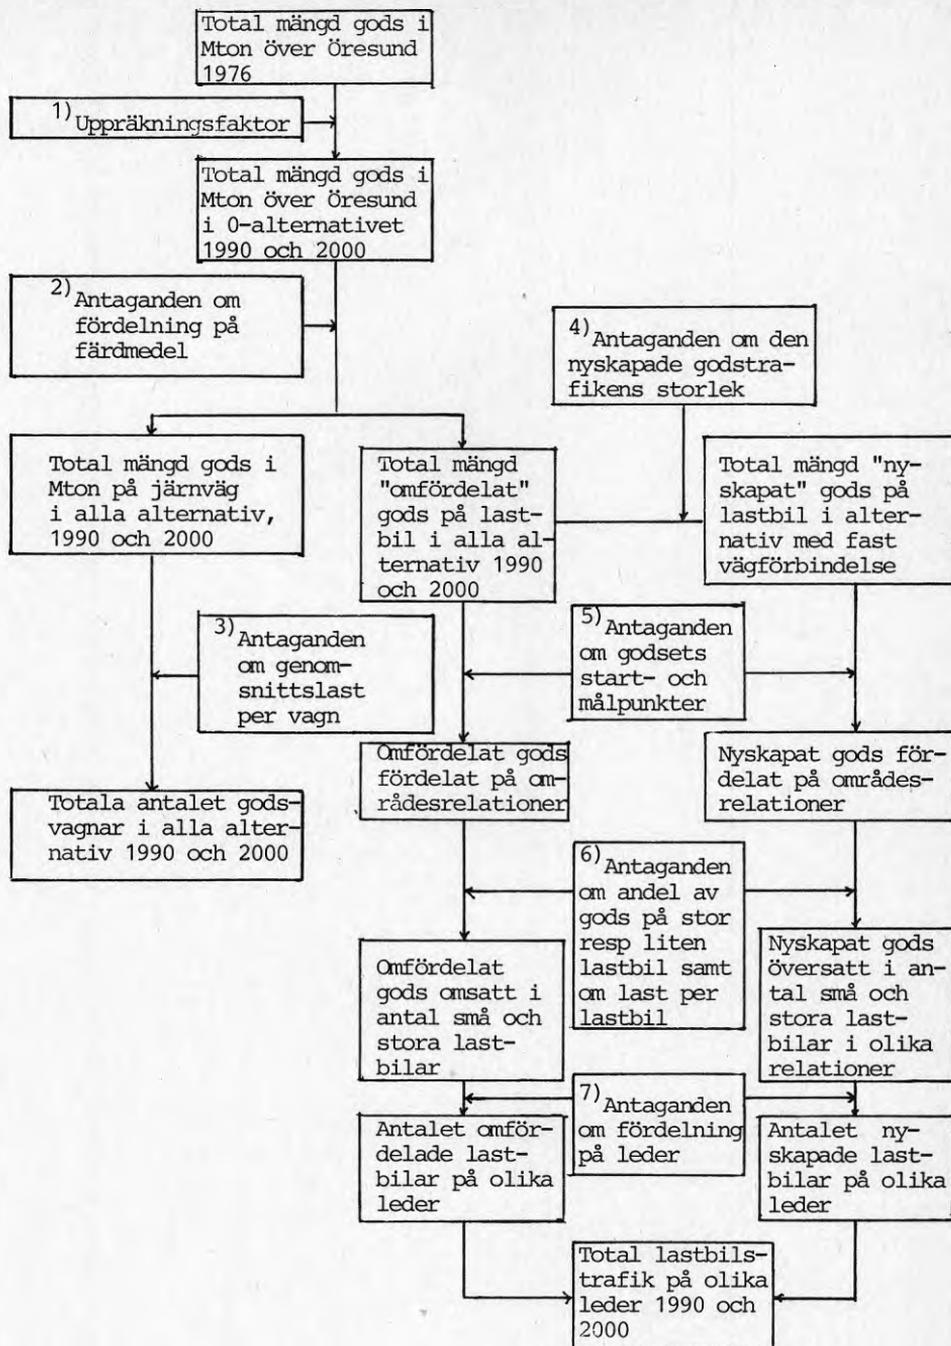 Total mängd gods i
Mton över Öresund
1976
1) Uppräkningsfaktor
Total mängd gods i
Mton över Öresund
i 0-alternativet
1990 och 2000
2) Antaganden om
fördelning på
färdmedel
4) Antaganden om den
nyskapade godstra-
fikens storlek
Total mängd gods i
Mton på järnväg
i alla alternativ,
1990 och 2000
Total mängd
"omfördelat"
gods på last-
bil i alla al-
ternativ 1990
och 2000
Total mängd "ny-
skapat" gods på
lastbil i alter-
nativ med fast
vägförbindelse
3) Antaganden
om genom-
snittslast
per vagn
5) Antaganden
om godsets
start- och
målpunkter
Omfördelat gods
fördelat på om-
rådesrelationer
Nyskapat gods för-
delat på områdes-
relationer
Totala antalet gods-
vagnar i alla alter-
nativ 1990 och 2000
6) Antaganden
om andel av
gods på stor
resp liten
lastbil samt
om last per
lastbil
Omfördelat
gods omsatt i
antal små och
stora last-
bilar
Nyskapat gods
översatt i an-
tal små och
stora last-
bilar i olika
relationer
7) Antaganden
om fördelning
på leder
Antalet omför-
delade last-
bilar på olika
leder
Antalet ny-
skapade last-
bilar på olika
leder
Total lastbils-
trafik på olika
leder 1990 och
2000